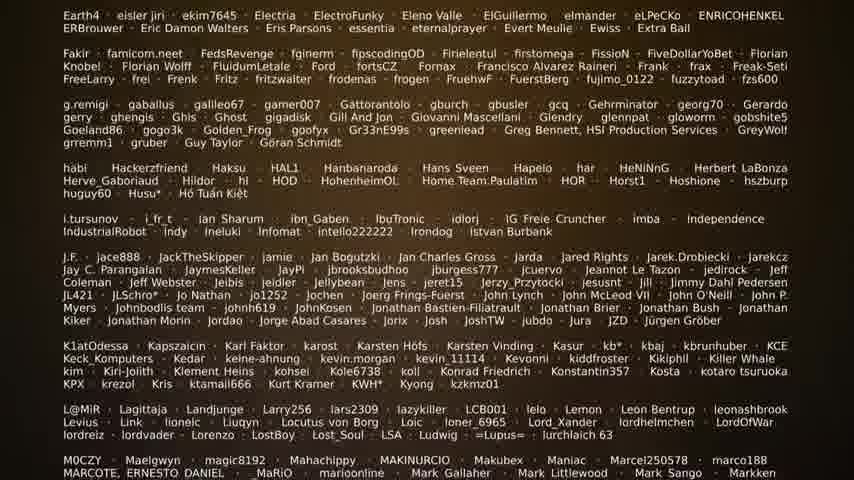 Earth4 · eisler jiri · ekim7645 · Electria · ElectroFunky · Eleno Valle · ElGuillermo · elmander · eLPeCKo · ENRICOHENKEL
ERBrouwer · Eric Damon Walters · Eris Parsons · essentia · eternalprayer · Evert Meulie · Ewiss · Extra Ball
Fakir · famicom.neet · FedsRevenge · fginerm · fipscodingOD · Firielentul · firstomega · FissioN · FiveDollarYoBet · Florian
Knobel · Florian Wolff · FluidumLetale · Ford · fortsCZ · Fornax · Francisco Alvarez Raineri · Frank · frax · Freak-Seti
FreeLarry · frei · Frenk · Fritz · fritzwaiter · frodenas · frogen · FruehwF · FuerstBerg · fujimo_0122 · fuzzytoad · fzs600
g.remigi · gaballus · galileo67 · gamer007 · Gattorantolo · gburch · gbusler · gcq · Gehrminator · georg70 · Gerardo
gerry · ghengis · Ghis · Ghost · gigadisk · Gill And Jon · Giovanni Mascellani · Glendry · glennpat · gloworm · gobshite5
Goeland86 · gogo3k · Golden_Frog · goofyx · Gr33nE99s · greenlead · Greg Bennett, HSI Production Services · GreyWolf
grremm1 · gruber · Guy Taylor · Göran Schmidt
habi · Hackerzfriend · Haksu · HAL1 · Hanbanaroda · Hans Sveen · Hapelo · har · HeNiNnG · Herbert LaBonza
Herve_Gaboriaud · Hildor · hl · HOD · HohenheimOL · Home.Team:Paulatim · HOR · Horst1 · Hoshione · hszburp
huguy60 · Husu* · Hồ Tuấn Kiệt
i.tursunov · i_fr_t · Ian Sharum · ibn_Gaben · IbuTronic · idlorj · IG Freie Cruncher · imba · Independence
IndustrialRobot · Indy · ineluki · Infomat · intello222222 · Irondog · Istvan Burbank
J.F. · jace888 · JackTheSkipper · jamie · Jan Bogutzki · Jan Charles Gross · Jarda · Jared Rights · Jarek.Drobiecki · Jarekcz
Jay C. Parangalan · JaymesKeller · JayPi · jbrooksbudhoo · jburgess777 · jcuervo · Jeannot Le Tazon · jedirock · Jeff
Coleman · Jeff Webster · Jeibis · jeidler · Jellybean · Jens · jeret15 · Jerzy_Przytocki · jesusnt · Jill · Jimmy Dahl Pedersen
JL421 · JLSchro* · Jo Nathan · jo1252 · Jochen · Joerg Frings-Fuerst · John Lynch · John McLeod VII · John O'Neill · John P.
Myers · Johnbodlis team · johnh619 · JohnKosen · Jonathan Bastien-Filiatrault · Jonathan Brier · Jonathan Bush · Jonathan
Kiker · Jonathan Morin · Jordao · Jorge Abad Casares · Jorix · Josh · JoshTW · jubdo · Jura · JZD · Jürgen Gröber
K1atOdessa · Kapszaicin · Karl Faktor · karost · Karsten Höfs · Karsten Vinding · Kasur · kb* · kbaj · kbrunhuber · KCE
Keck_Komputers · Kedar · keine-ahnung · kevin.morgan · kevin_11114 · Kevonni · kiddfroster · Kikiphil · Killer Whale
kim · Kiri-Jolith · Klement Heins · kohsei · Kole6738 · koll · Konrad Friedrich · Konstantin357 · Kosta · kotaro tsuruoka
KPX · krezol · Kris · ktamail666 · Kurt Kramer · KWH* · Kyong · kzkmz01
L@MiR · Lagittaja · Landjunge · Larry256 · lars2309 · lazykiller · LCB001 · lelo · Lemon · Leon Bentrup · leonashbrook
Levius · Link · lioneic · Liuqyn · Locutus von Borg · Loic · loner_6965 · Lord_Xander · lordhelmchen · LordOfWar
lordreiz · lordvader · Lorenzo · LostBoy · Lost_Soul · LSA · Ludwig · =Lupus= · lurchlaich 63
M0CZY · Maelgwyn · magic8192 · Mahachippy · MAKINURCIO · Makubex · Maniac · Marcel250578 · marco188
MARCOTE, ERNESTO DANIEL · _MaRiO · marioonline · Mark Gallaher · Mark Littlewood · Mark Sango · Markken